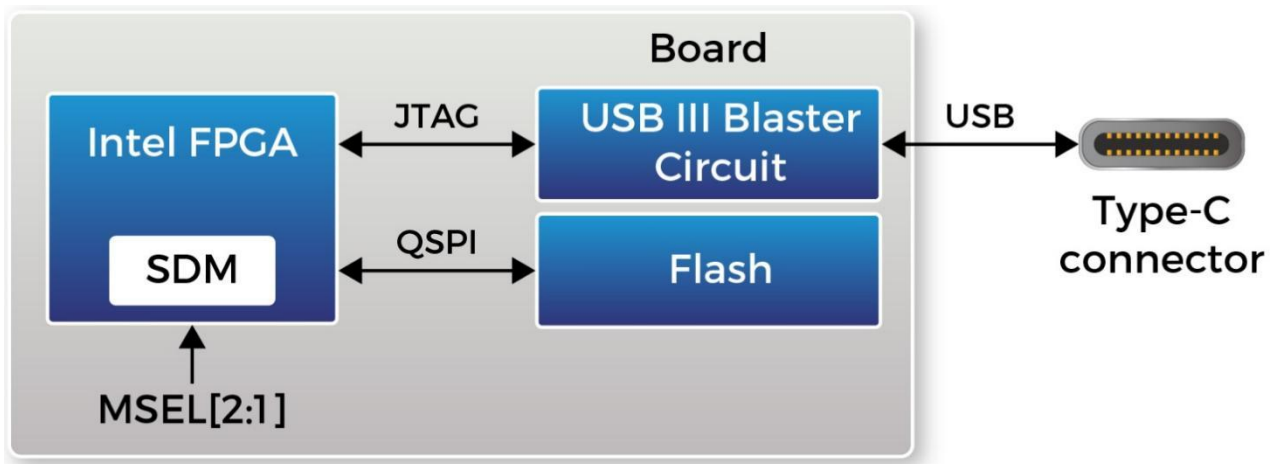 Board
Intel FPGA
JTAG
USB III Blaster
Circuit
USB
Type-C
connector
SDM
QSPI
Flash
MSEL[2:1]